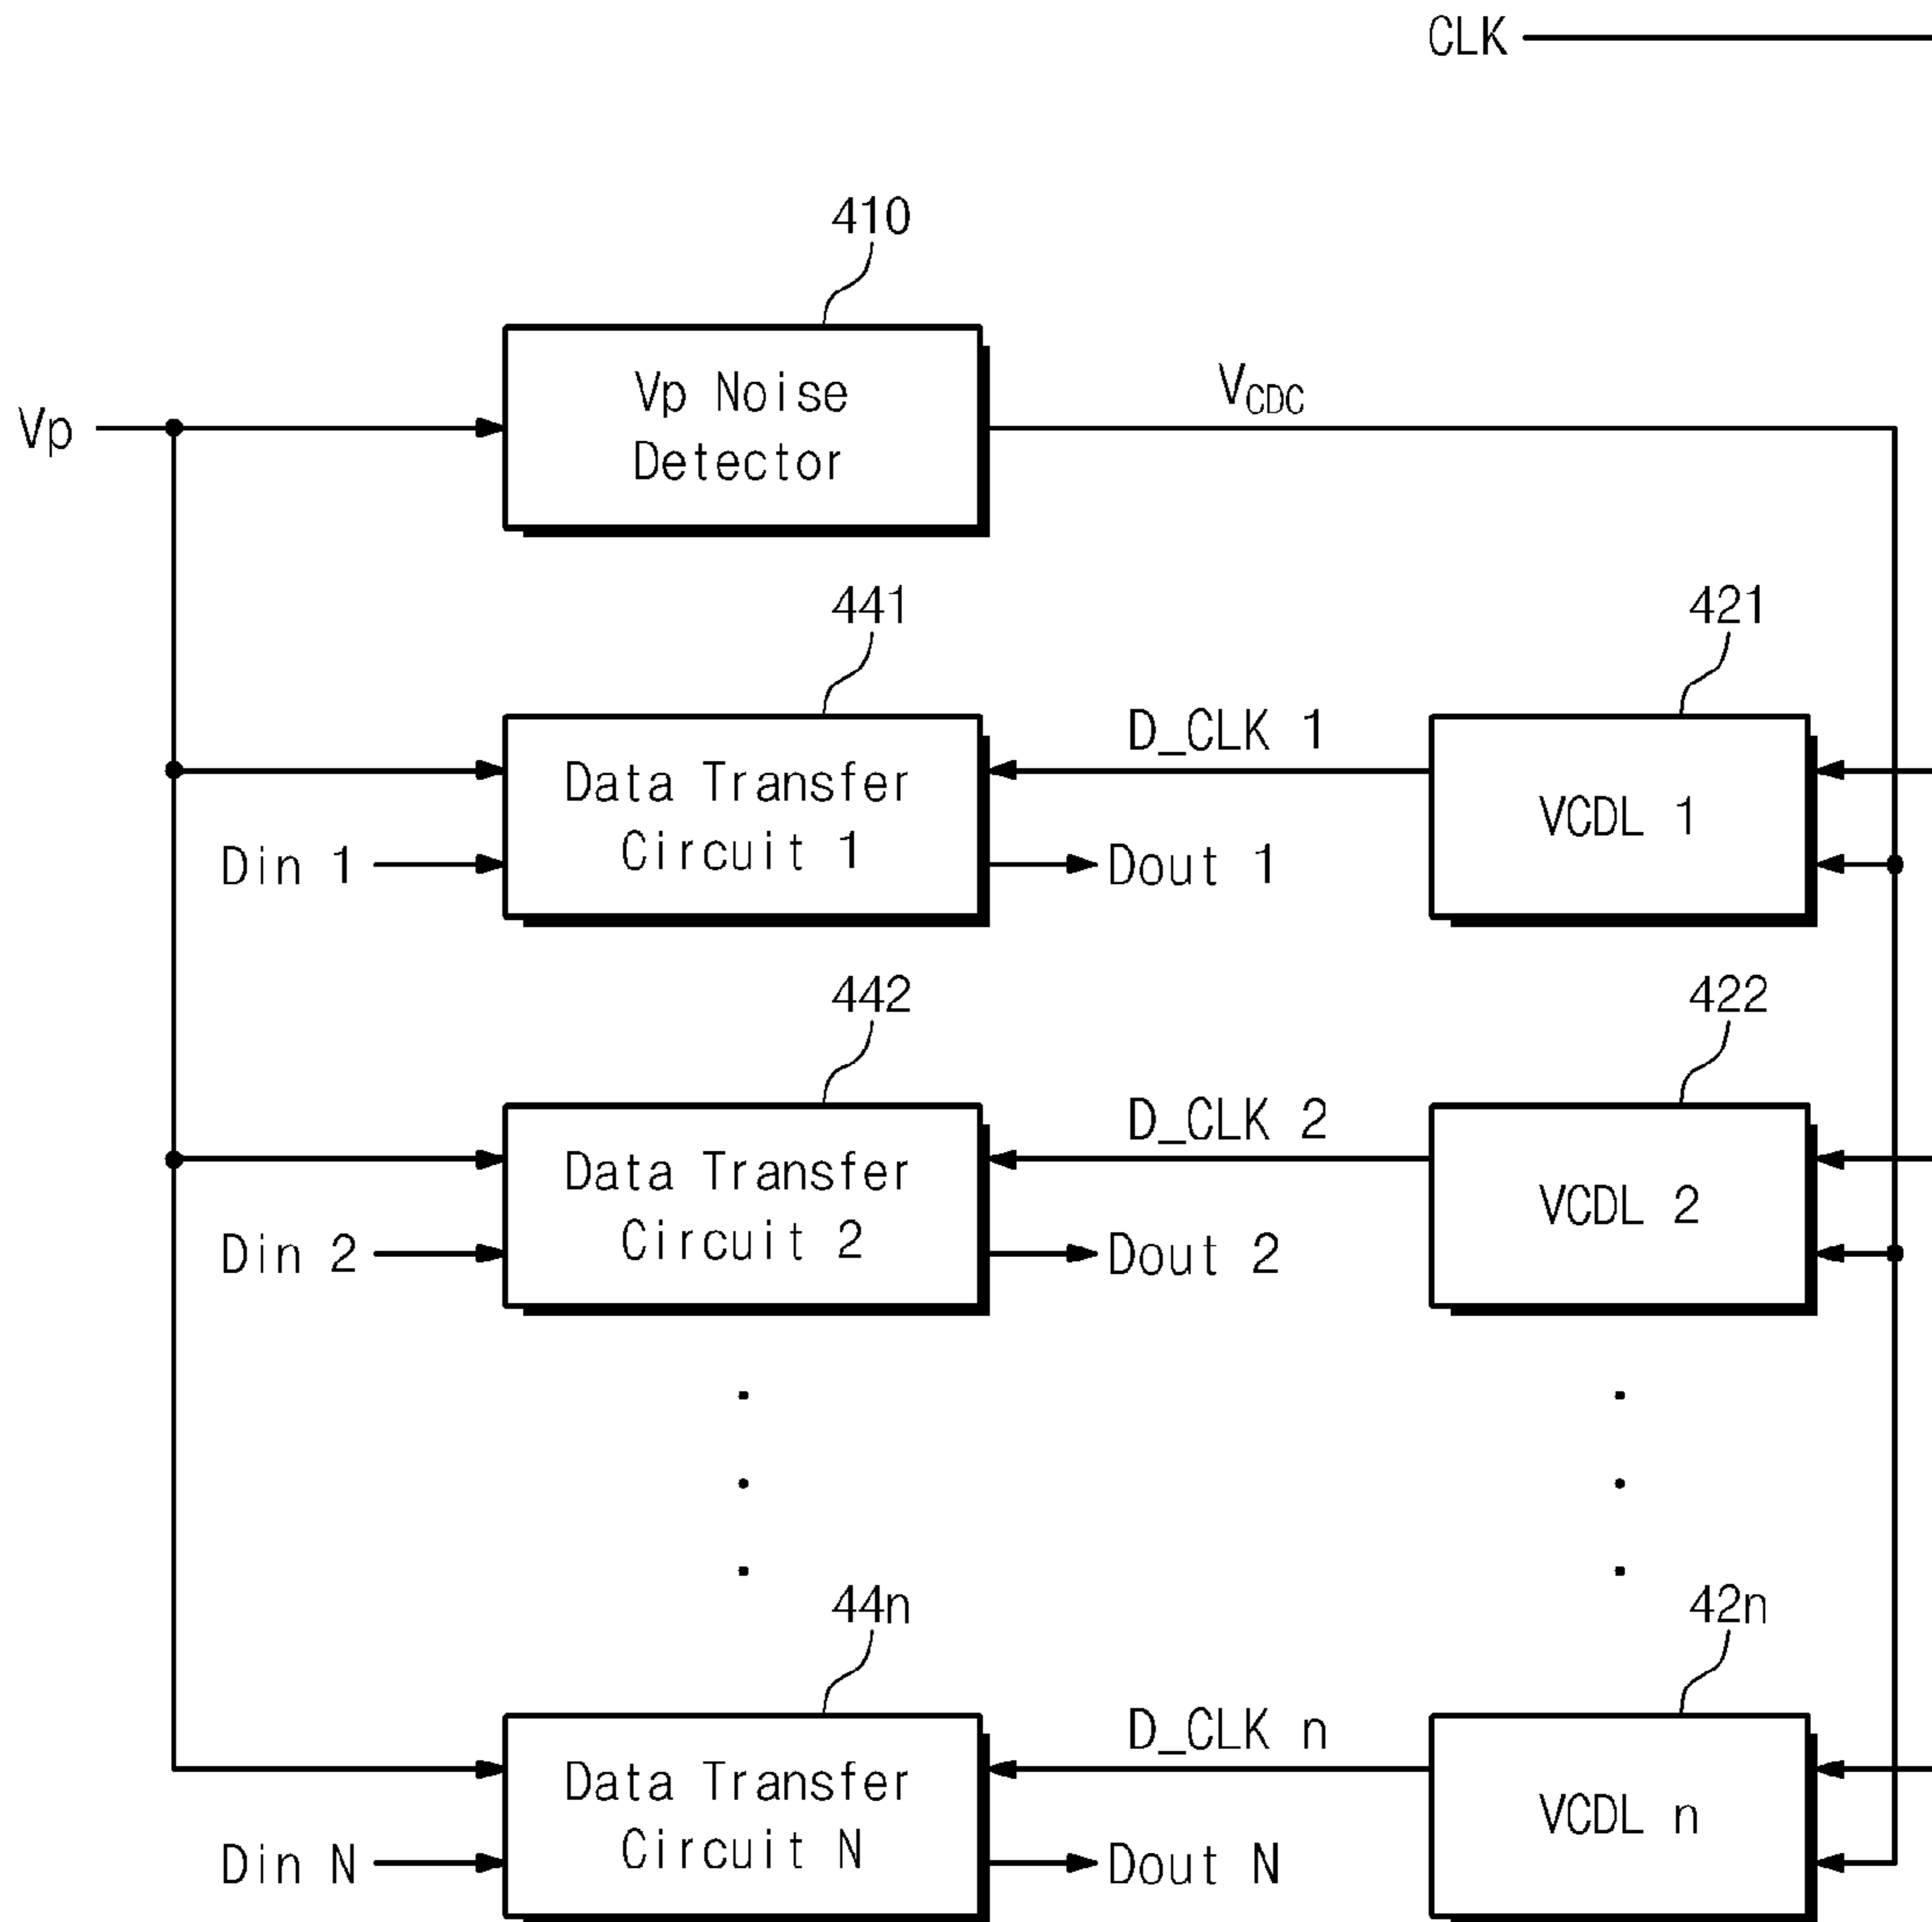 CLK
410
Vp
Vp Noise
Detector
VCDC
441
421
D_CLK 1
Data Transfer
Circuit 1
VCDL 1
Din 1
Dout 1
442
422
D_CLK 2
Data Transfer
Circuit 2
VCDL 2
Din 2
Dout 2
44n
42n
D_CLK n
Data Transfer
Circuit N
VCDL n
Din N
Dout N